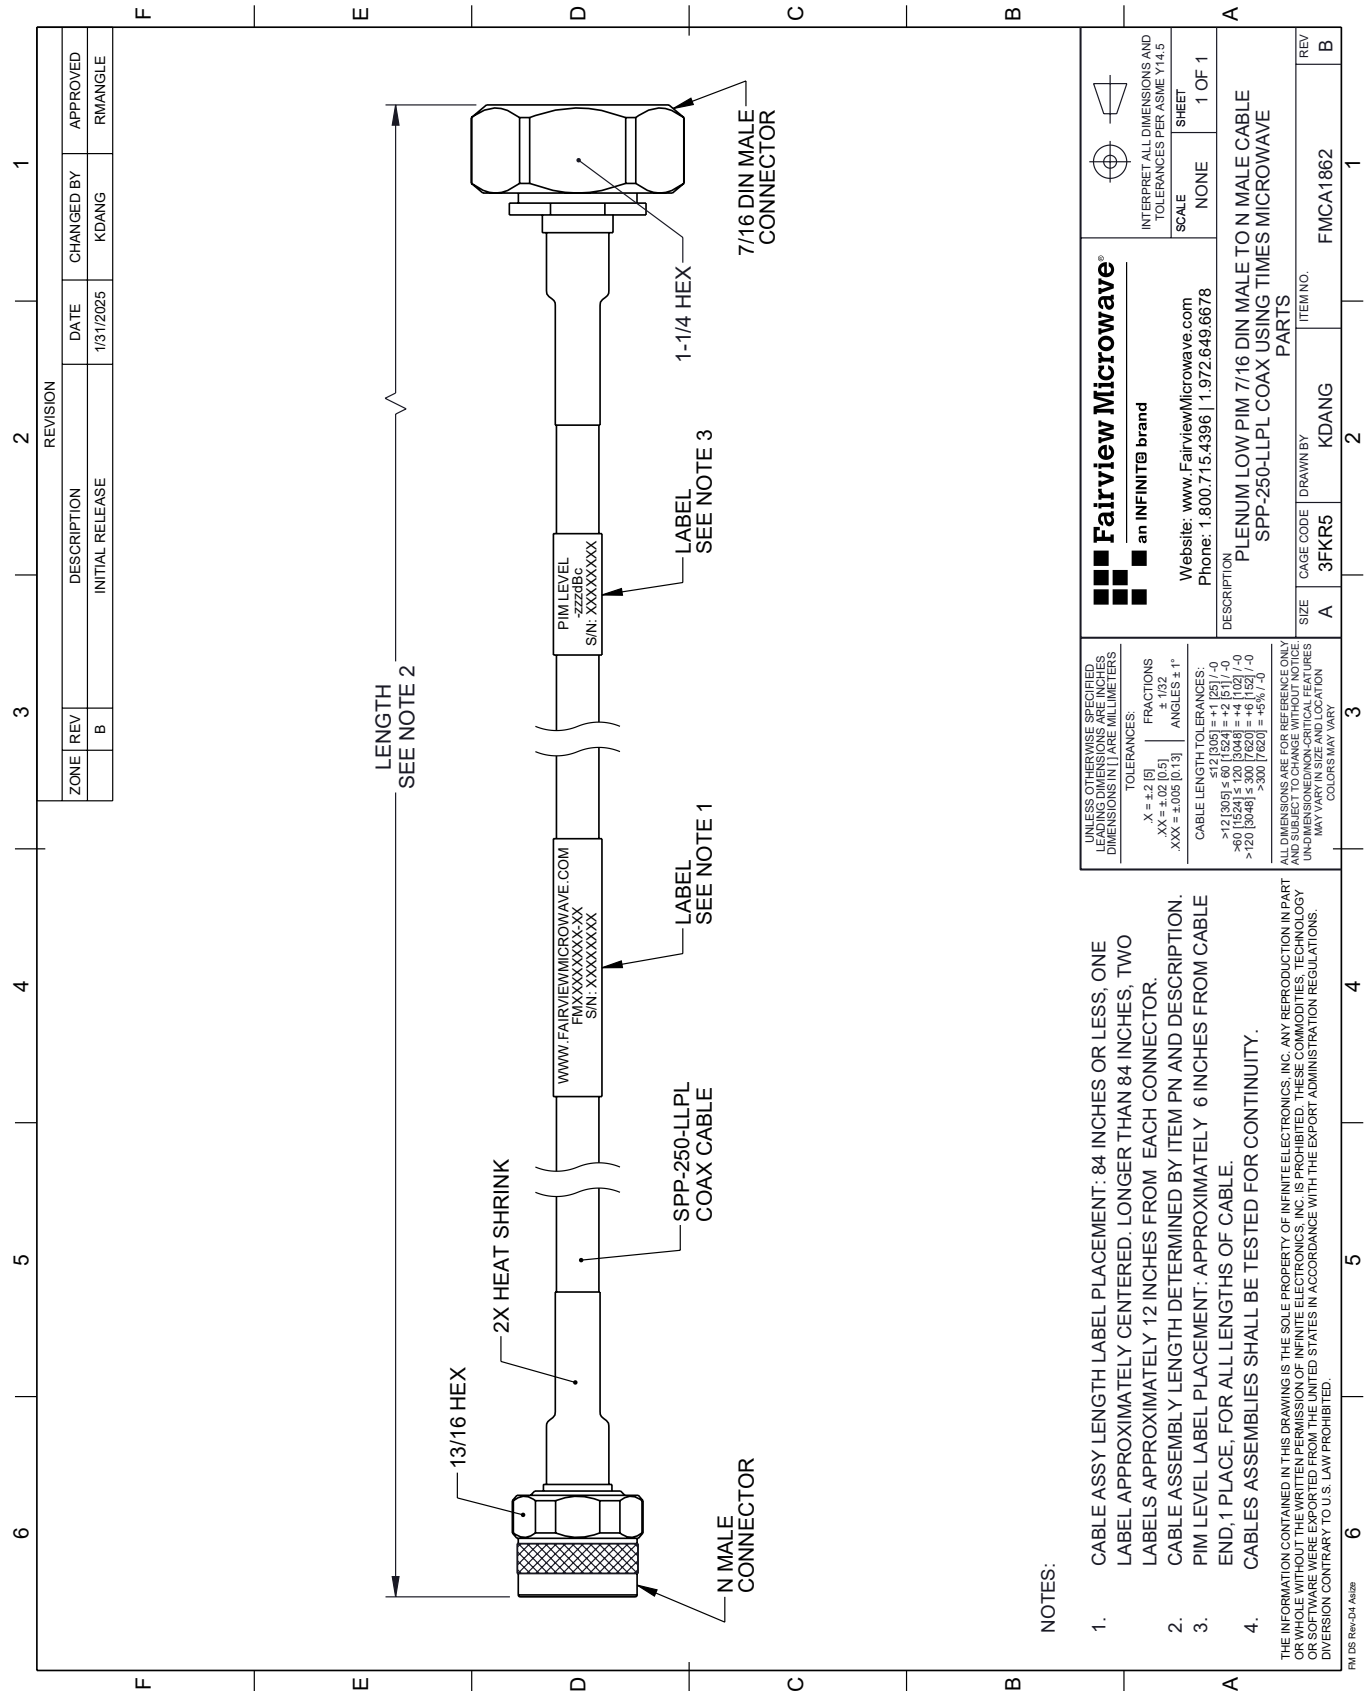 6
5
4
3
2
1
F
E
D
C
B
A
REVISION
ZONE REV DESCRIPTION DATE CHANGED BY APPROVED
B INITIAL RELEASE 1/31/2025 KDANG RMANGLE
LENGTH
SEE NOTE 2
13/16 HEX
2X HEAT SHRINK
WWW.FAIRVIEWMICROWAVE.COM
FMXXXXXXXX-XX
S/N: XXXXXXXX
PIM LEVEL
-zzzdBc
S/N: XXXXXXXX
N MALE
CONNECTOR
SPP-250-LLPL
COAX CABLE
LABEL
SEE NOTE 1
LABEL
SEE NOTE 3
1-1/4 HEX
7/16 DIN MALE
CONNECTOR
NOTES:
1. CABLE ASSY LENGTH LABEL PLACEMENT: 84 INCHES OR LESS, ONE
LABEL APPROXIMATELY CENTERED. LONGER THAN 84 INCHES, TWO
LABELS APPROXIMATELY 12 INCHES FROM EACH CONNECTOR.
2. CABLE ASSEMBLY LENGTH DETERMINED BY ITEM PN AND DESCRIPTION.
3. PIM LEVEL LABEL PLACEMENT: APPROXIMATELY 6 INCHES FROM CABLE
END,1 PLACE, FOR ALL LENGTHS OF CABLE.
4. CABLES ASSEMBLIES SHALL BE TESTED FOR CONTINUITY.
THE INFORMATION CONTAINED IN THIS DRAWING IS THE SOLE PROPERTY OF INFINITE ELECTRONICS, INC. ANY REPRODUCTION IN PART
OR WHOLE WITHOUT THE WRITTEN PERMISSION OF INFINITE ELECTRONICS, INC. IS PROHIBITED. THESE COMMODITIES, TECHNOLOGY
OR SOFTWARE WERE EXPORTED FROM THE UNITED STATES IN ACCORDANCE WITH THE EXPORT ADMINISTRATION REGULATIONS.
DIVERSION CONTRARY TO U.S. LAW PROHIBITED.
UNLESS OTHERWISE SPECIFIED
LEADING DIMENSIONS ARE INCHES
DIMENSIONS IN [ ] ARE MILLIMETERS
TOLERANCES:
.X = ±.2 [5]
.XX = ±.02 [0.5]
.XXX = ±.005 [0.13]
FRACTIONS
± 1/32
ANGLES ± 1°
CABLE LENGTH TOLERANCES:
≤12 [305] = +1 [25] / -0
>12 [305] ≤ 60 [1524] = +2 [51] / -0
>60 [1524] ≤ 120 [3048] = +4 [102] / -0
>120 [3048] ≤ 300 [7620] = +6 [152] / -0
>300 [7620] = +5% / -0
ALL DIMENSIONS ARE FOR REFERENCE ONLY
AND SUBJECT TO CHANGE WITHOUT NOTICE.
UN-DIMENSIONED/NON-CRITICAL FEATURES
MAY VARY IN SIZE AND LOCATION
COLORS MAY VARY
Fairview Microwave®
an INFINIT@ brand
Website: www.FairviewMicrowave.com
Phone: 1.800.715.4396 | 1.972.649.6678
INTERPRET ALL DIMENSIONS AND
TOLERANCES PER ASME Y14.5
SCALE
NONE
SHEET
1 OF 1
DESCRIPTION
PLENUM LOW PIM 7/16 DIN MALE TO N MALE CABLE
SPP-250-LLPL COAX USING TIMES MICROWAVE
PARTS
SIZE
A
CAGE CODE
3FKR5
DRAWN BY
KDANG
ITEM NO.
FMCA1862
REV
B
F
E
D
C
B
A
6
5
4
3
2
1
FM DS Rev-D4 Asize